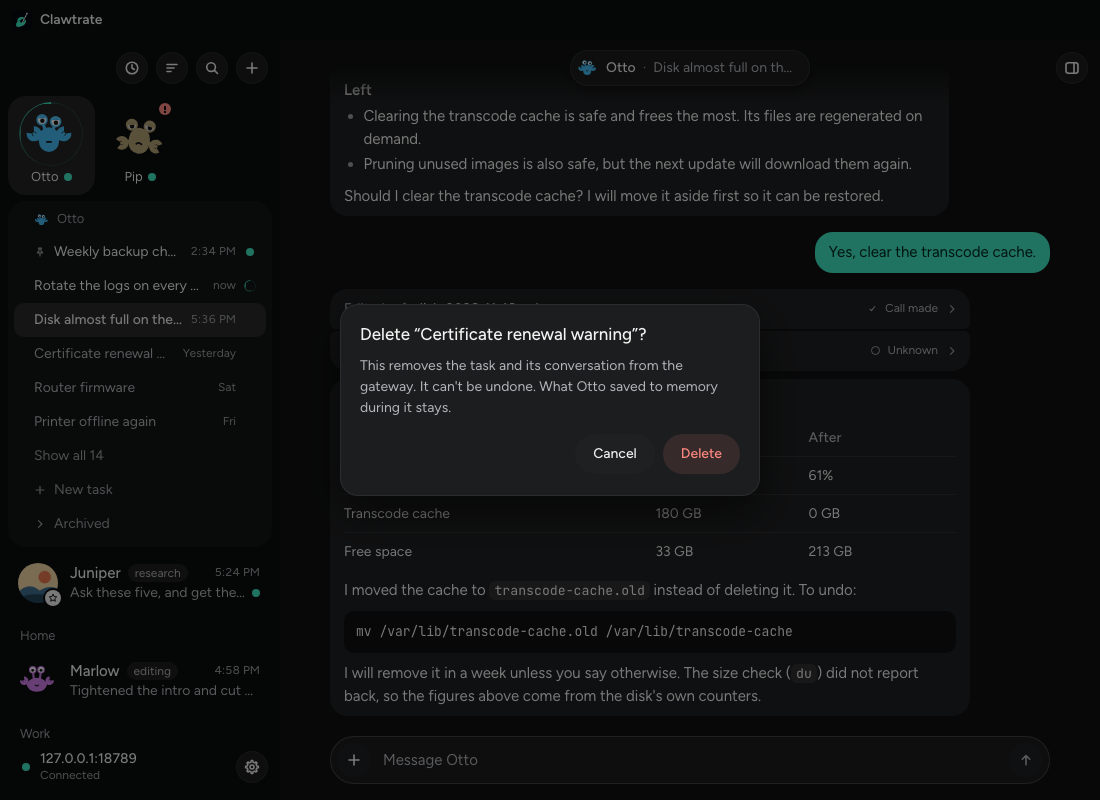 Clawtrate
Otto · Disk almost full on th...
Otto
Pip
Otto
Weekly backup ch... 2:34 PM
Rotate the logs on every ... now
Disk almost full on the... 5:36 PM
Certificate renewal ... Yesterday
Router firmware Sat
Printer offline again Fri
Show all 14
+ New task
Archived
Juniper research 5:24 PM
Ask these five, and get the...
Home
Marlow editing 4:58 PM
Tightened the intro and cut ...
Work
127.0.0.1:18789
Connected
Left
• Clearing the transcode cache is safe and frees the most. Its files are regenerated on
demand.
• Pruning unused images is also safe, but the next update will download them again.
Should I clear the transcode cache? I will move it aside first so it can be restored.
Yes, clear the transcode cache.
✓ Call made
Unknown
Delete “Certificate renewal warning”?
This removes the task and its conversation from the
gateway. It can't be undone. What Otto saved to memory
during it stays.
Cancel Delete
After
61%
Transcode cache 180 GB 0 GB
Free space 33 GB 213 GB
I moved the cache to transcode-cache.old instead of deleting it. To undo:
mv /var/lib/transcode-cache.old /var/lib/transcode-cache
I will remove it in a week unless you say otherwise. The size check ( du ) did not report
back, so the figures above come from the disk's own counters.
Message Otto